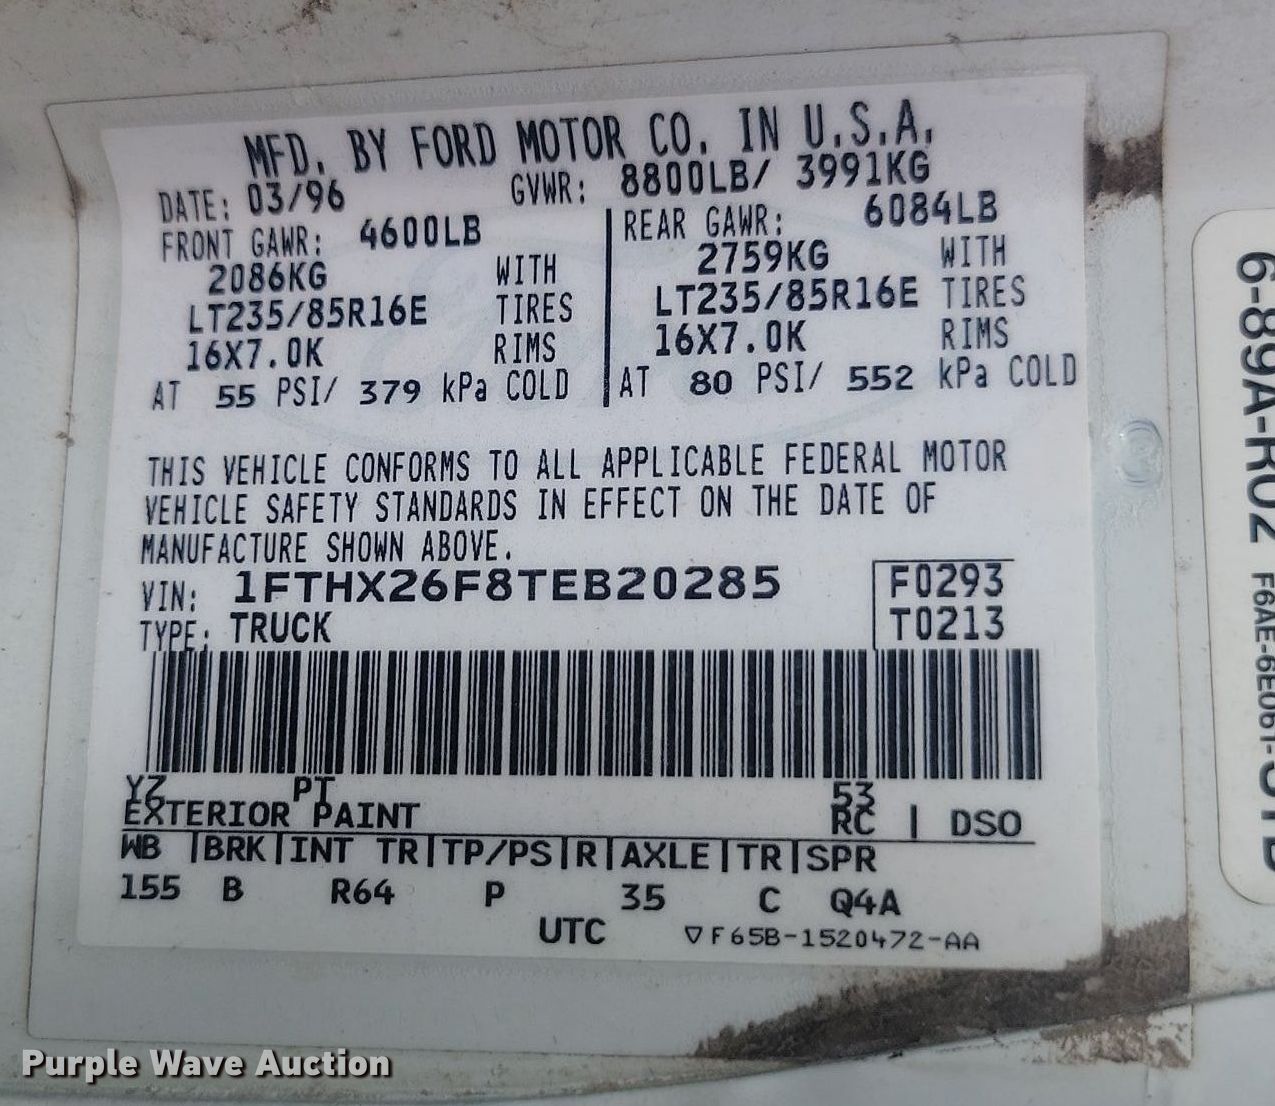 MFD. BY FORD MOTOR CO. IN U.S.A.
DATE: 03/96 GVWR: 8800LB/ 3991KG
FRONT GAWR: 4600LB REAR GAWR: 6084LB
2086KG WITH 2759KG WITH
LT235/85R16E TIRES LT235/85R16E TIRES
16X7.0K RIMS 16X7.0K RIMS
AT 55 PSI/ 379 kPa COLD AT 80 PSI/ 552 kPa COLD
THIS VEHICLE CONFORMS TO ALL APPLICABLE FEDERAL MOTOR
VEHICLE SAFETY STANDARDS IN EFFECT ON THE DATE OF
MANUFACTURE SHOWN ABOVE.
VIN: 1FTHX26F8TEB20285 F0293
TYPE: TRUCK T0213
YZ PT 53
EXTERIOR PAINT RC | DSO
WB |BRK|INT TR|TP/PS|R|AXLE|TR|SPR
155 B R64 P 35 C Q4A
UTC ▽F65B-1520472-AA
6-89A-R02
Purple Wave Auction